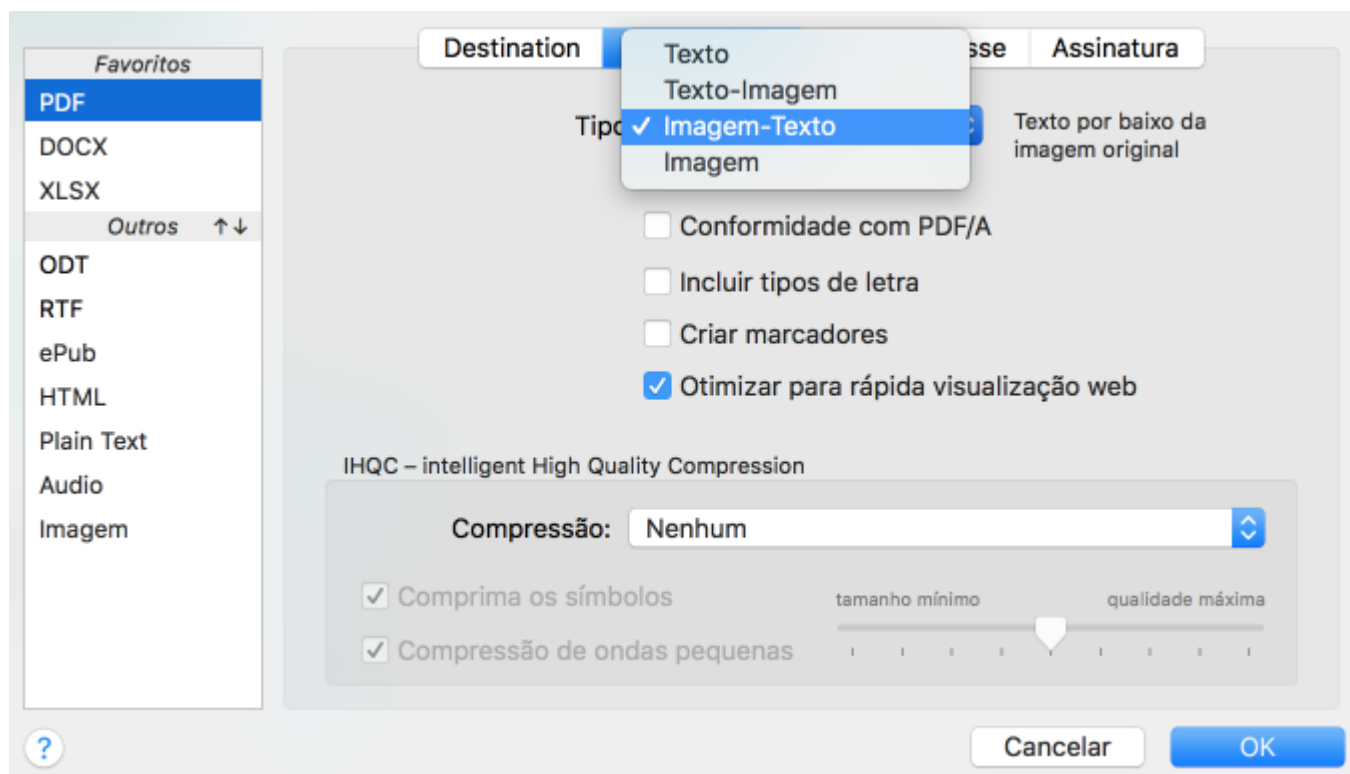 Favoritos
PDF
DOCX
XLSX
Outros ↑↓
ODT
RTF
ePub
HTML
Plain Text
Audio
Imagem
Destination
sse
Assinatura
Texto
Texto-Imagem
Tipo
✓ Imagem-Texto
Imagem
Texto por baixo da
imagem original
Conformidade com PDF/A
Incluir tipos de letra
Criar marcadores
Otimizar para rápida visualização web
IHQC – intelligent High Quality Compression
Compressão: Nenhum
Comprima os símbolos
Compressão de ondas pequenas
tamanho mínimo
qualidade máxima
?
Cancelar
OK